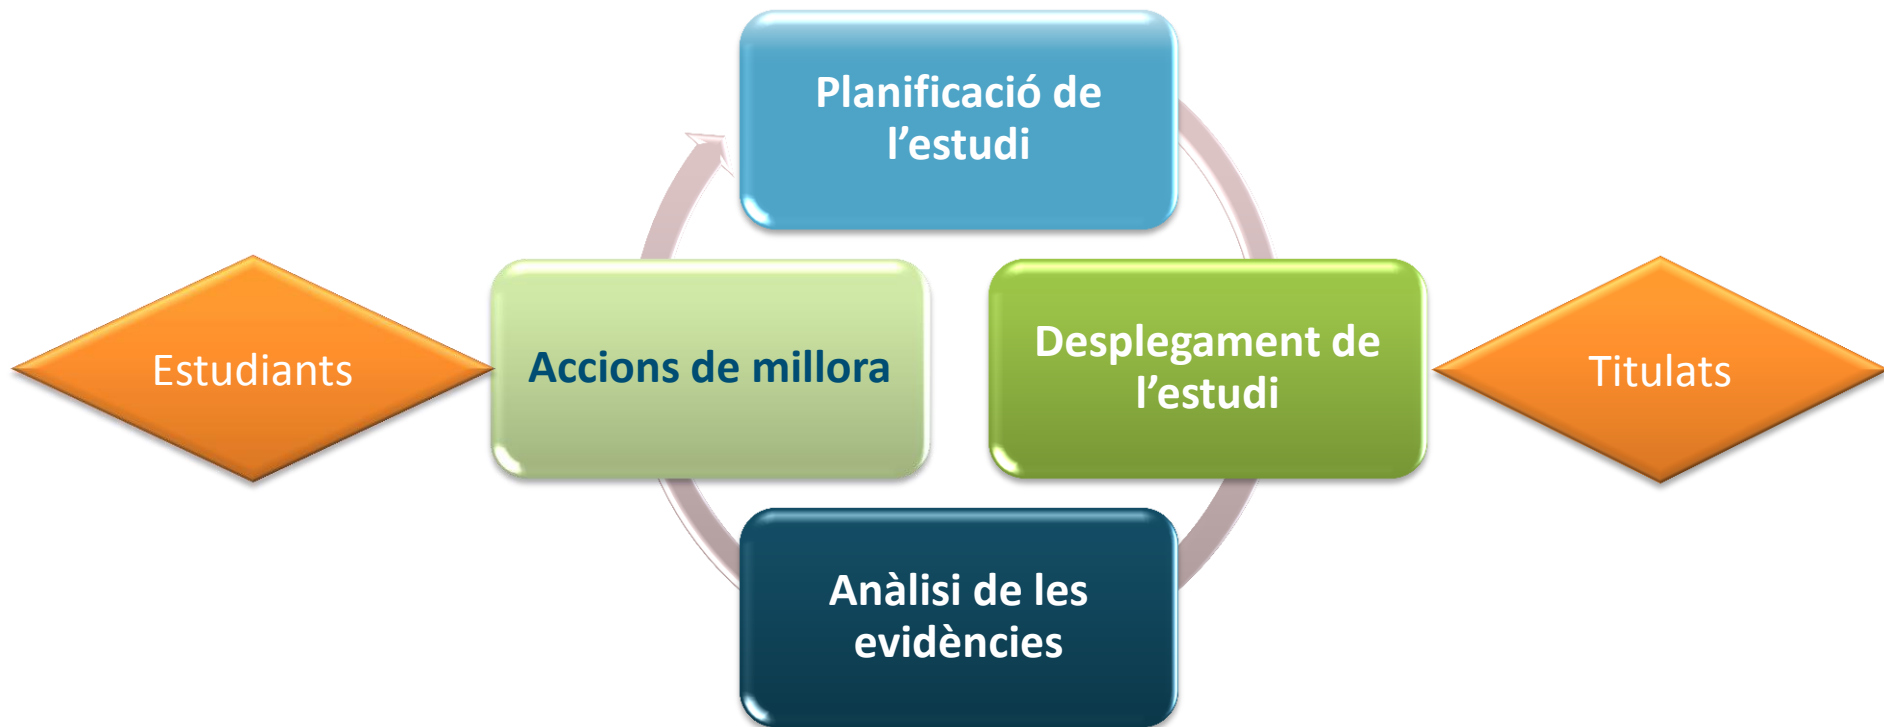 Planificació de
l’estudi
Estudiants
Accions de millora
Desplegament de
l’estudi
Titulats
Anàlisi de les
evidències